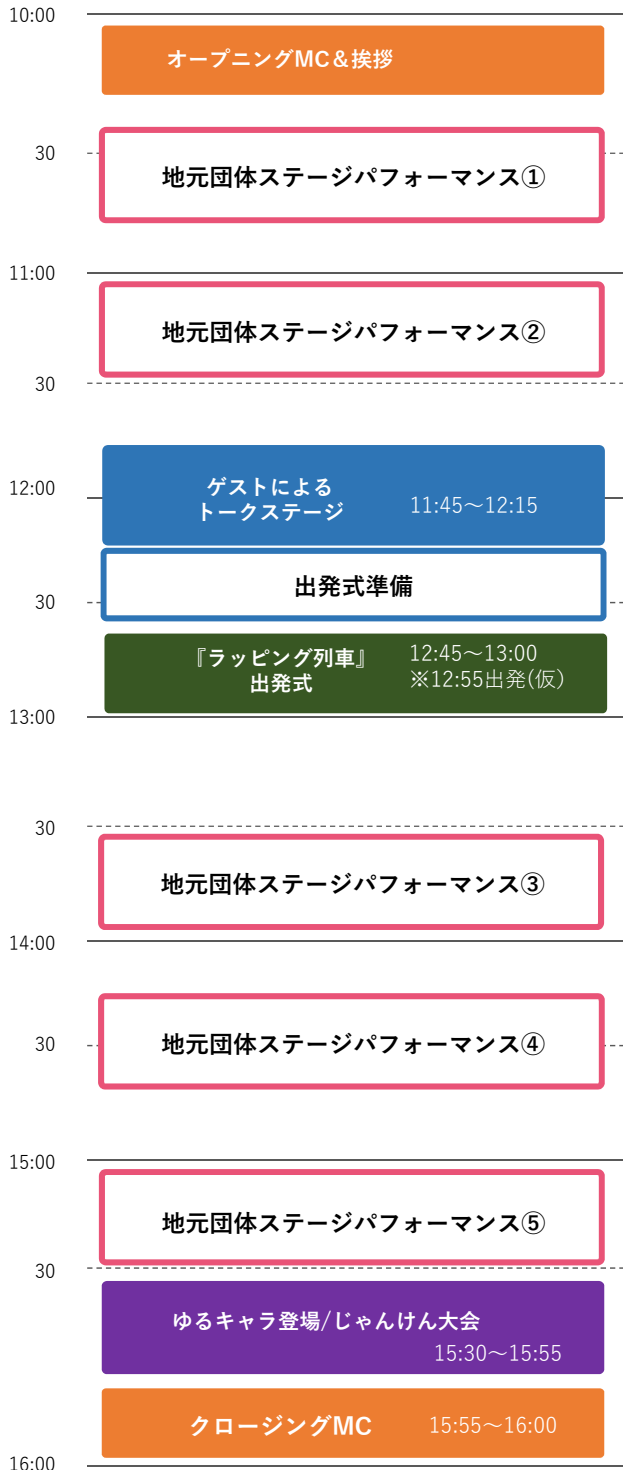 10:00
オープニングMC＆挨拶
30
地元団体ステージパフォーマンス①
11:00
地元団体ステージパフォーマンス②
30
12:00
ゲストによる
トークステージ
11:45～12:15
出発式準備
30
『ラッピング列車』
出発式
12:45～13:00
※12:55出発(仮)
13:00
30
地元団体ステージパフォーマンス③
14:00
地元団体ステージパフォーマンス④
30
15:00
地元団体ステージパフォーマンス⑤
30
ゆるキャラ登場/じゃんけん大会
15:30～15:55
クロージングMC 15:55～16:00
16:00